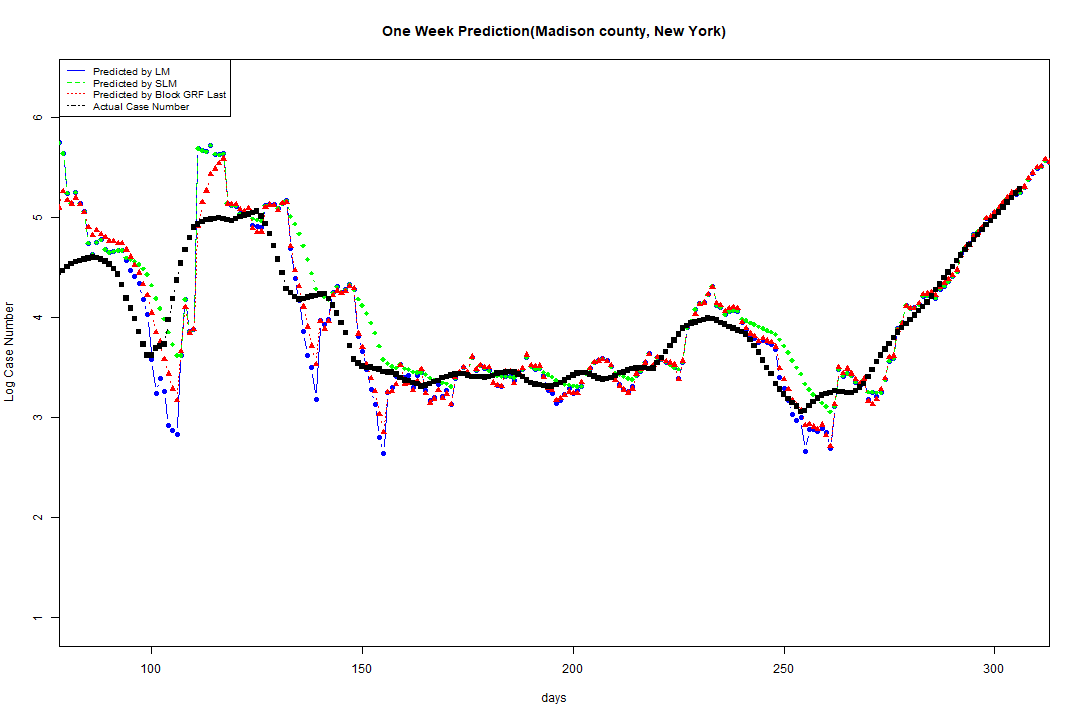 One Week Prediction(Madison county, New York)
Predicted by LM
Predicted by SLM
Predicted by Block GRF Last
Actual Case Number
6
5
4
3
2
1
Log Case Number
100 150 200 250 300
days